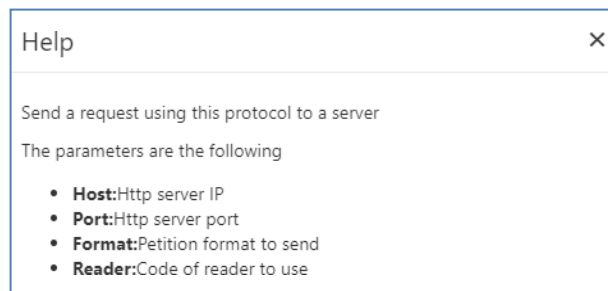 Help
Send a request using this protocol to a server
The parameters are the following
• Host:Http server IP
• Port:Http server port
• Format:Petition format to send
• Reader:Code of reader to use